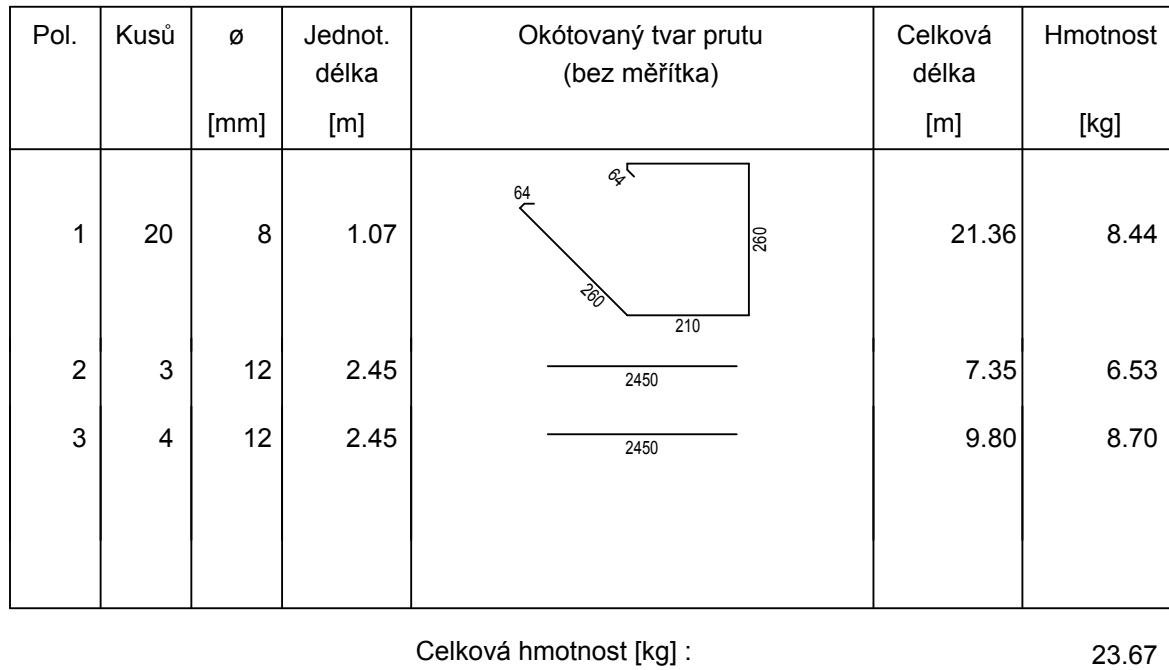 Pol. Kusů ø Jednot. Okótovaný tvar prutu Celková Hmotnost
délka (bez měřítka) délka
[mm] [m] [m] [kg]
64
64
1 20 8 1.07 260 21.36 8.44
260
210
2 3 12 2.45 7.35 6.53
2450
3 4 12 2.45 9.80 8.70
2450
Celková hmotnost [kg] : 23.67